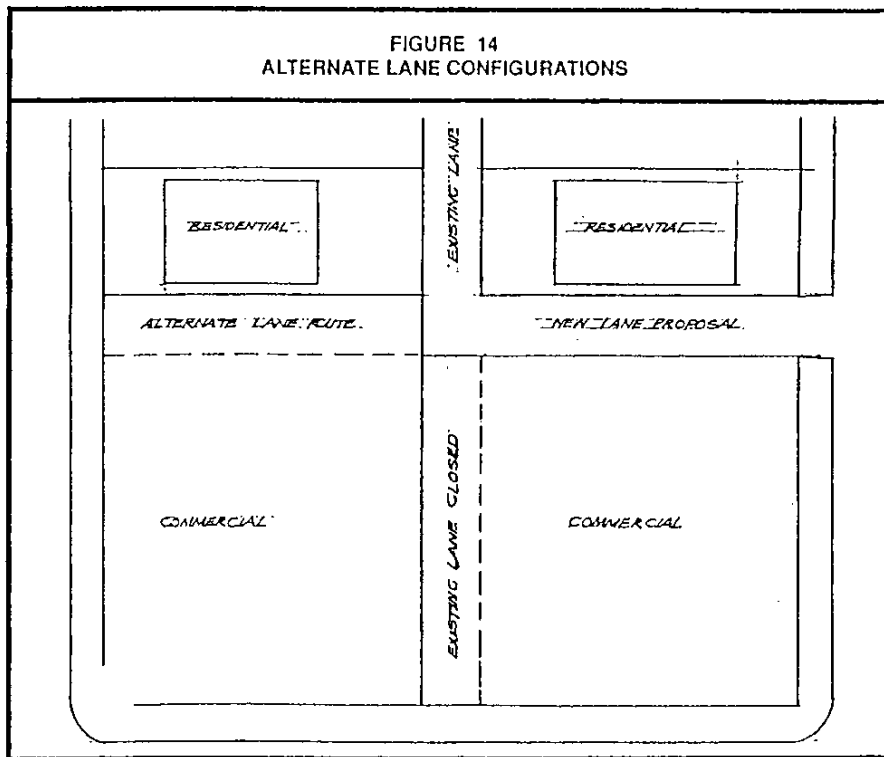 FIGURE 14
ALTERNATE LANE CONFIGURATIONS
RESIDENTIAL
EXISTING LANE
RESIDENTIAL
ALTERNATE LANE ROUTE
NEW LANE PROPOSAL
COMMERCIAL
EXISTING LANE CLOSED
COMMERCIAL